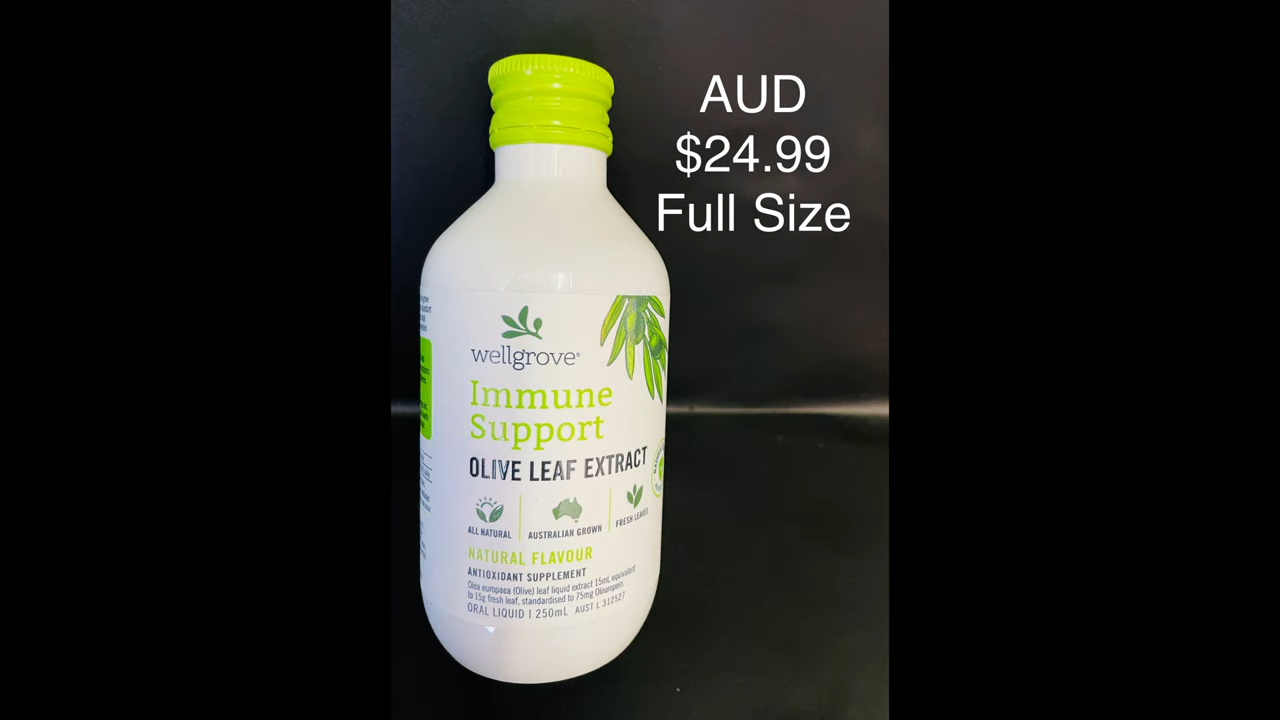 AUD
$24.99
Full Size
wellgrove®
Immune
Support
OLIVE LEAF EXTRACT
ALL NATURAL
AUSTRALIAN GROWN
FRESH LEAVES
NATURAL FLAVOUR
ANTIOXIDANT SUPPLEMENT
Olea europaea (Olive) leaf liquid extract 15mL equivalent
to 15g fresh leaf, standardised to 75mg Oleuropein.
ORAL LIQUID | 250mL AUST L 312527